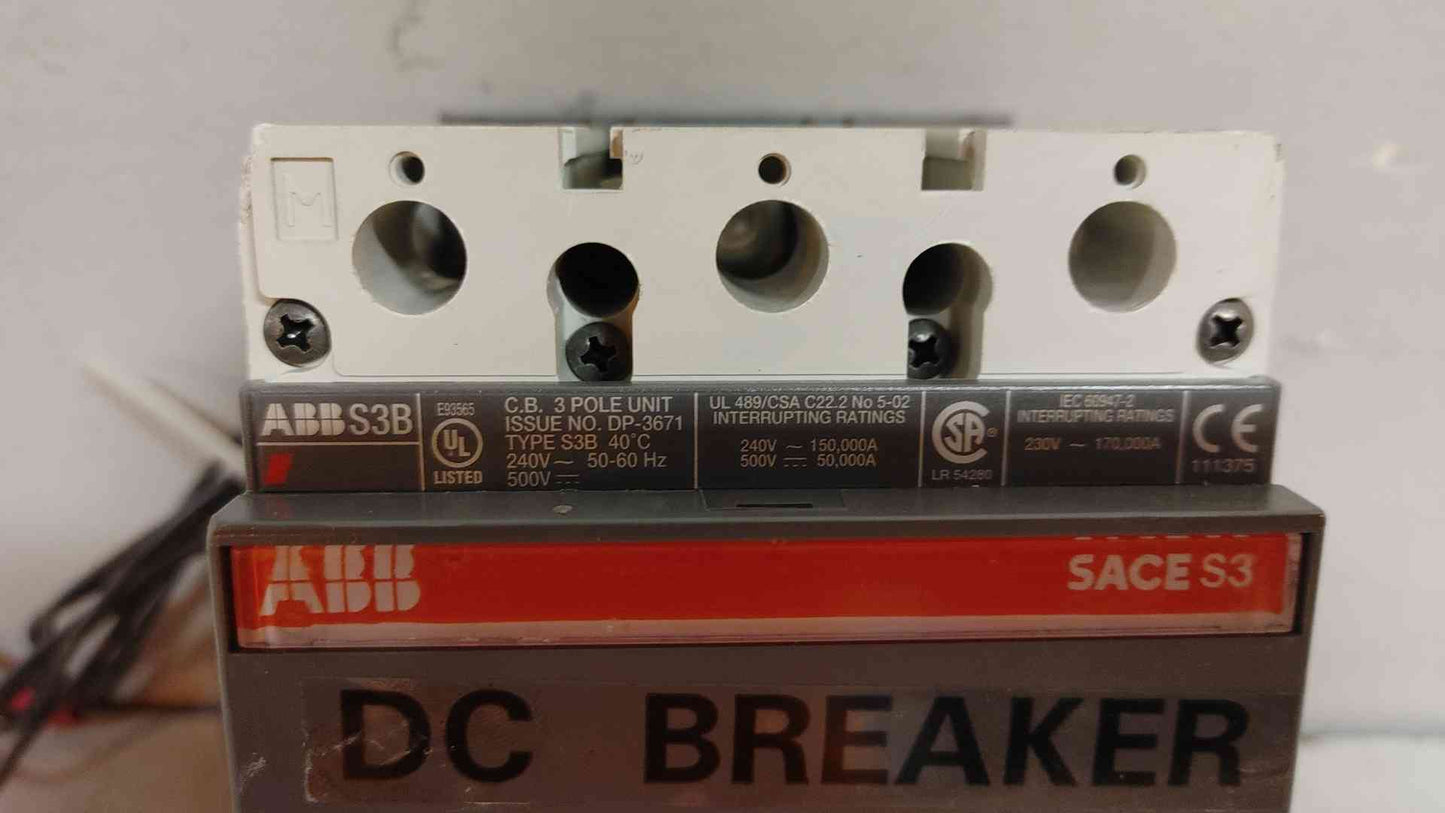 M
ABB S3B
E93565
UL
LISTED
C.B. 3 POLE UNIT
ISSUE NO. DP-3671
TYPE S3B 40°C
240V ~ 50-60 Hz
500V ⎓
UL 489/CSA C22.2 No 5-02
INTERRUPTING RATINGS
240V ~ 150,000A
500V ⎓ 50,000A
SA®
LR 54280
IEC 60947-2
INTERRUPTING RATINGS
230V ~ 170,000A
CE
111375
ABB
SACE S3
DC BREAKER